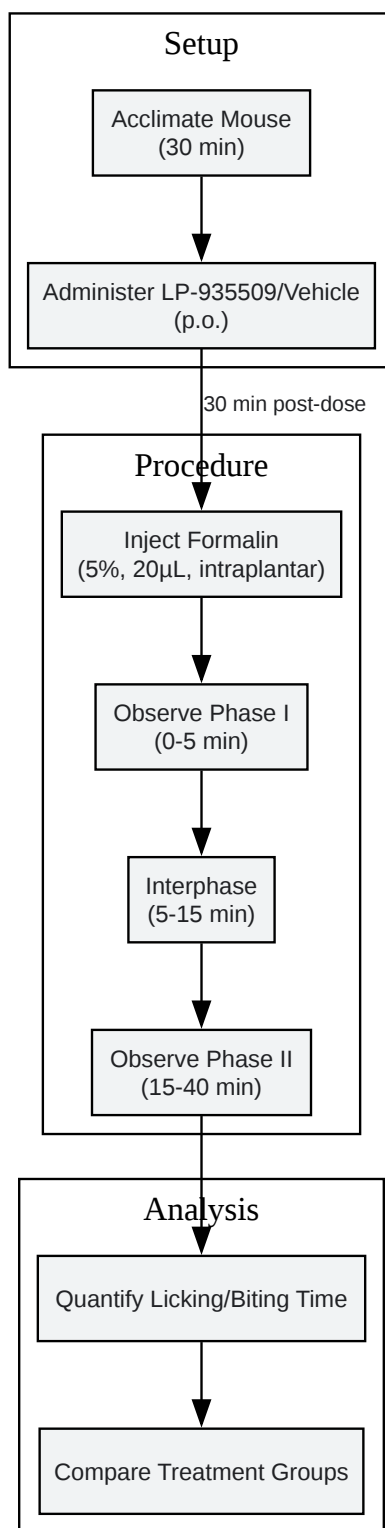 Setup
Acclimate Mouse
(30 min)
Administer LP-935509/Vehicle
(p.o.)
30 min post-dose
Procedure
Inject Formalin
(5%, 20µL, intraplantar)
Observe Phase I
(0-5 min)
Interphase
(5-15 min)
Observe Phase II
(15-40 min)
Analysis
Quantify Licking/Biting Time
Compare Treatment Groups